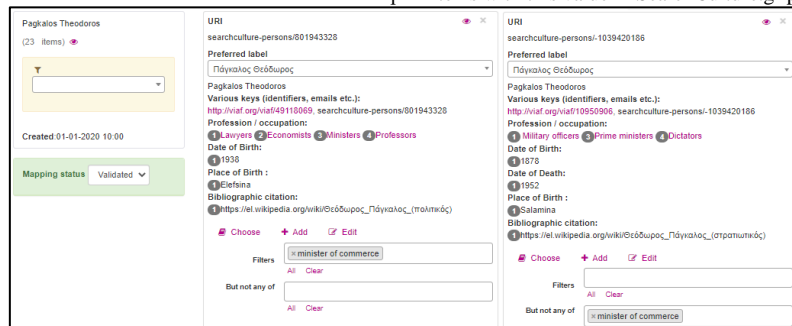 Pagkalos Theodoros
(23 items)
Created:01-01-2020 10:00
Mapping status Validated
URI
searchculture-persons/801943328
Preferred label
Πάγκαλος Θεόδωρος
Pagkalos Theodoros
Various keys (identifiers, emails etc.):
http://viaf.org/viaf/49118069, searchculture-persons/801943328
Profession / occupation:
1 Lawyers 2 Economists 3 Ministers 4 Professors
Date of Birth:
1 1938
Place of Birth :
1 Elefsina
Bibliographic citation:
1 https://el.wikipedia.org/wiki/Θεόδωρος_Πάγκαλος_(πολιτικός)
Choose + Add Edit
Filters × minister of commerce
All Clear
But not any of
All Clear
URI
searchculture-persons/-1039420186
Preferred label
Πάγκαλος Θεόδωρος
Pagkalos Theodoros
Various keys (identifiers, emails etc.):
http://viaf.org/viaf/10950906, searchculture-persons/-1039420186
Profession / occupation:
1 Military officers 3 Prime ministers 4 Dictators
Date of Birth:
1 1878
Date of Death:
1 1952
Place of Birth :
1 Salamina
Bibliographic citation:
1 https://el.wikipedia.org/wiki/Θεόδωρος_Πάγκαλος_(στρατιωτικός)
Choose + Add Edit
Filters
All Clear
But not any of × minister of commerce